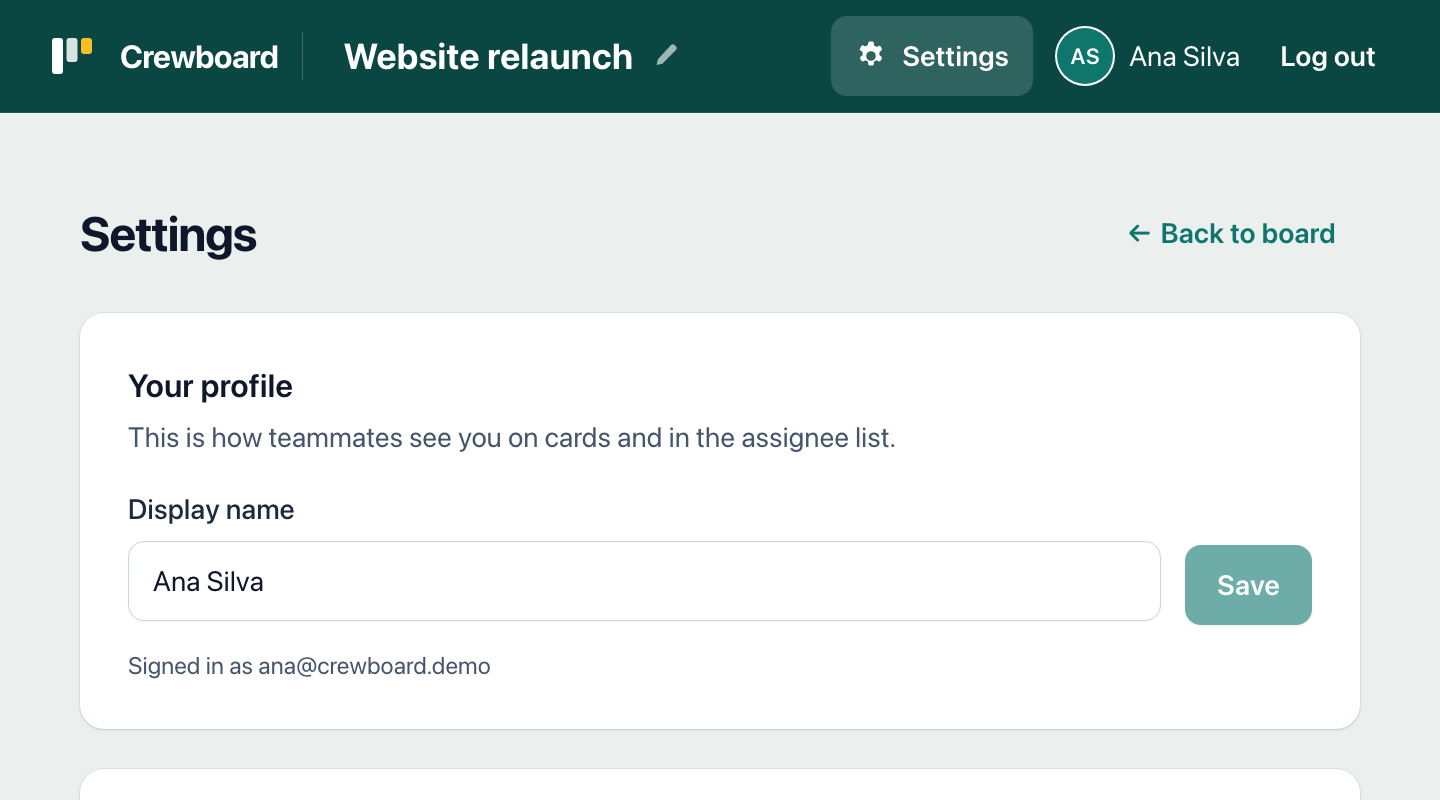 Crewboard
Website relaunch
Settings
AS
Ana Silva
Log out
Settings
← Back to board
Your profile
This is how teammates see you on cards and in the assignee list.
Display name
Ana Silva
Save
Signed in as ana@crewboard.demo